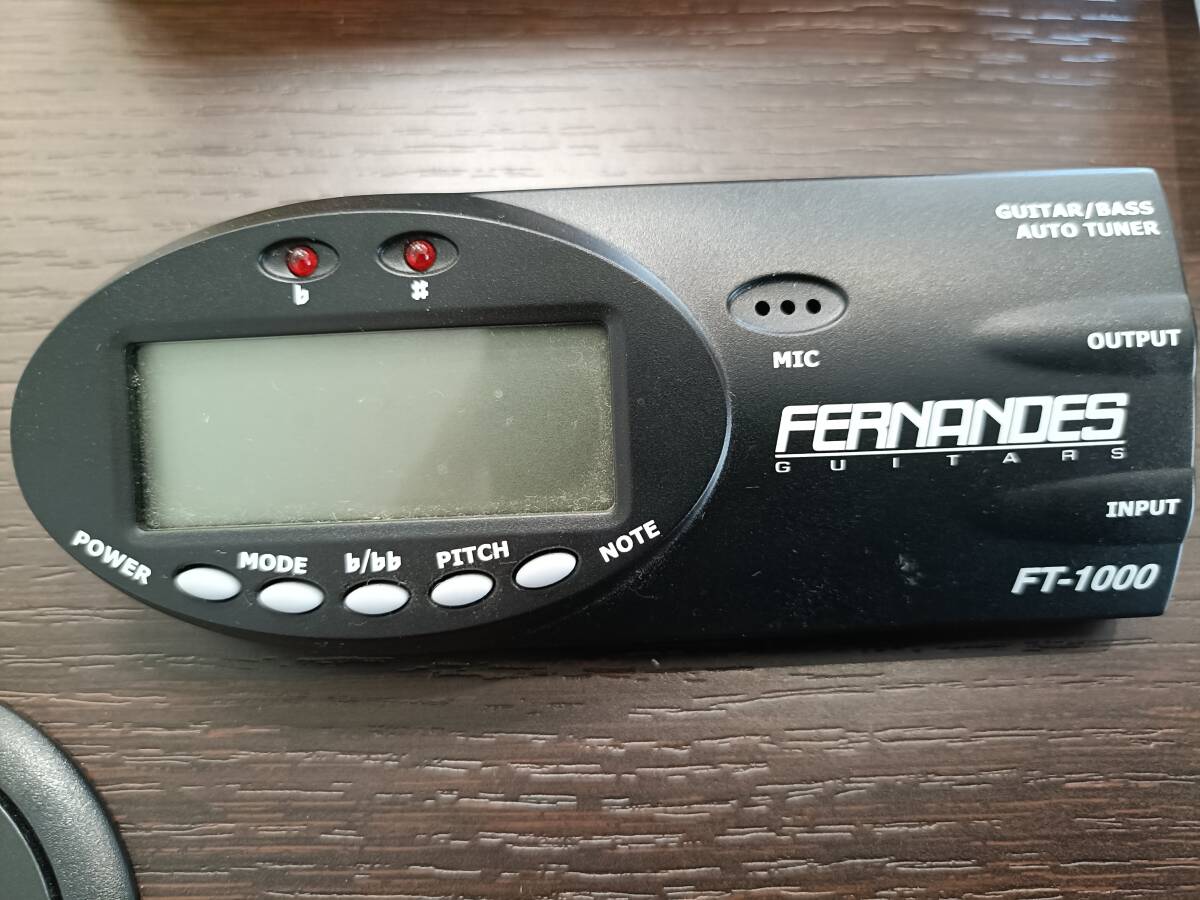 GUITAR/BASS
AUTO TUNER
♭
♯
OUTPUT
MIC
FERNANDES
GUITARS
INPUT
POWER
MODE
♭/♭♭
PITCH
NOTE
FT-1000